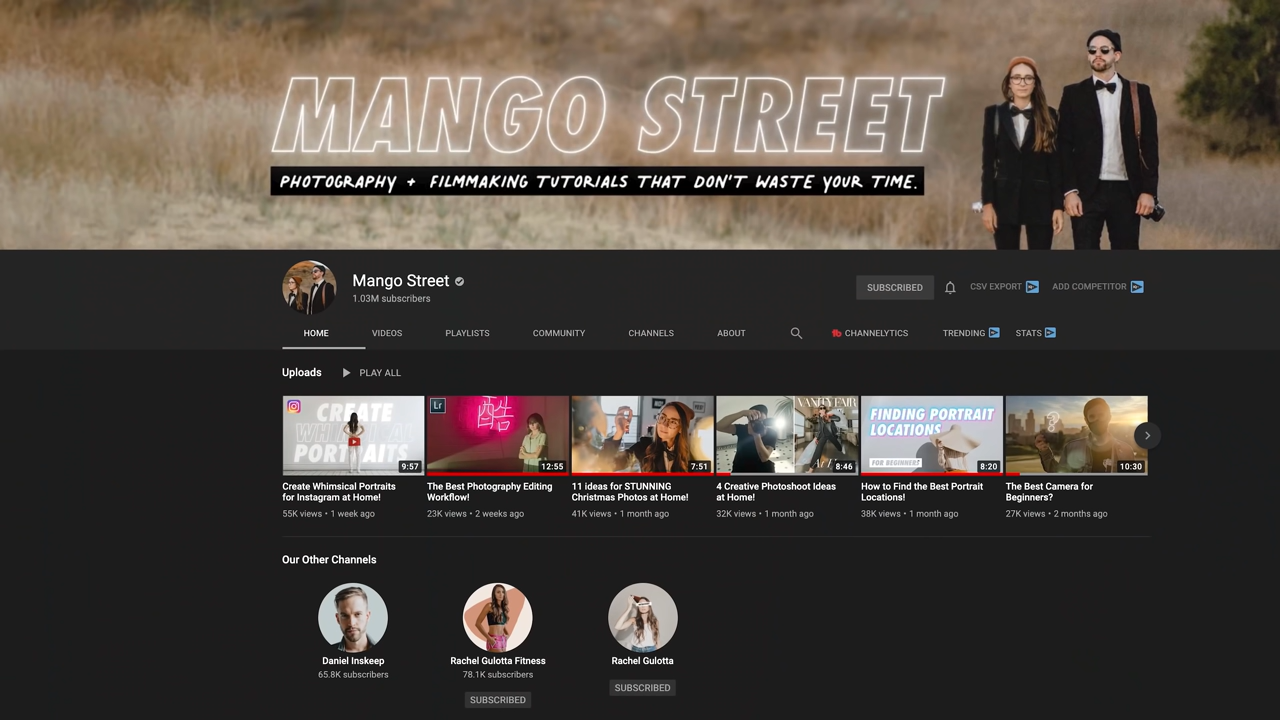 MANGO STREET
PHOTOGRAPHY + FILMMAKING TUTORIALS THAT DON'T WASTE YOUR TIME.
Mango Street
1.03M subscribers
SUBSCRIBED
CSV EXPORT
ADD COMPETITOR
HOME
VIDEOS
PLAYLISTS
COMMUNITY
CHANNELS
ABOUT
CHANNELYTICS
TRENDING
STATS
Uploads
PLAY ALL
CREATE
WHIMSICAL
PORTRAITS
9:57
Create Whimsical Portraits
for Instagram at Home!
55K views • 1 week ago
Lr
酷
12:55
The Best Photography Editing
Workflow!
23K views • 2 weeks ago
7:51
11 ideas for STUNNING
Christmas Photos at Home!
41K views • 1 month ago
VANITY FAIR
8:46
4 Creative Photoshoot Ideas
at Home!
32K views • 1 month ago
FINDING PORTRAIT
LOCATIONS
FOR BEGINNERS!
8:20
How to Find the Best Portrait
Locations!
38K views • 1 month ago
10:30
The Best Camera for
Beginners?
27K views • 2 months ago
Our Other Channels
Daniel Inskeep
65.8K subscribers
Rachel Gulotta Fitness
78.1K subscribers
SUBSCRIBED
Rachel Gulotta
SUBSCRIBED